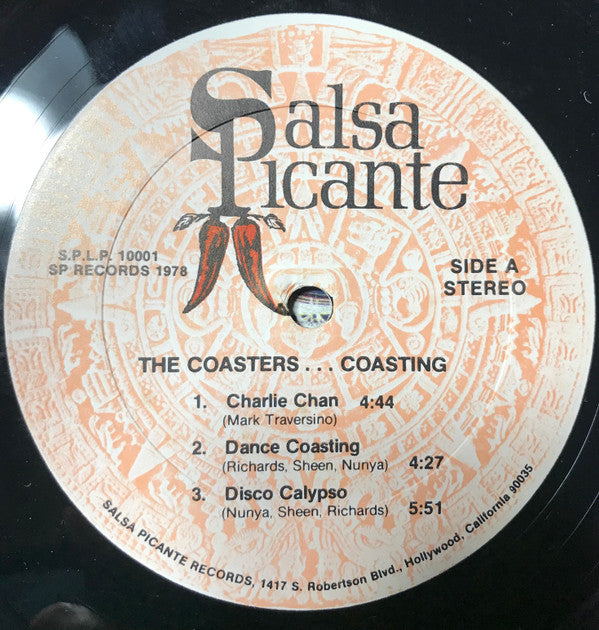 Salsa
Picante
S.P.L.P. 10001
SP RECORDS 1978
SIDE A
STEREO
THE COASTERS . . . COASTING
1. Charlie Chan 4:44
(Mark Traversino)
2. Dance Coasting
(Richards, Sheen, Nunya) 4:27
3. Disco Calypso
(Nunya, Sheen, Richards) 5:51
SALSA PICANTE RECORDS, 1417 S. Robertson Blvd., Hollywood, California 90035